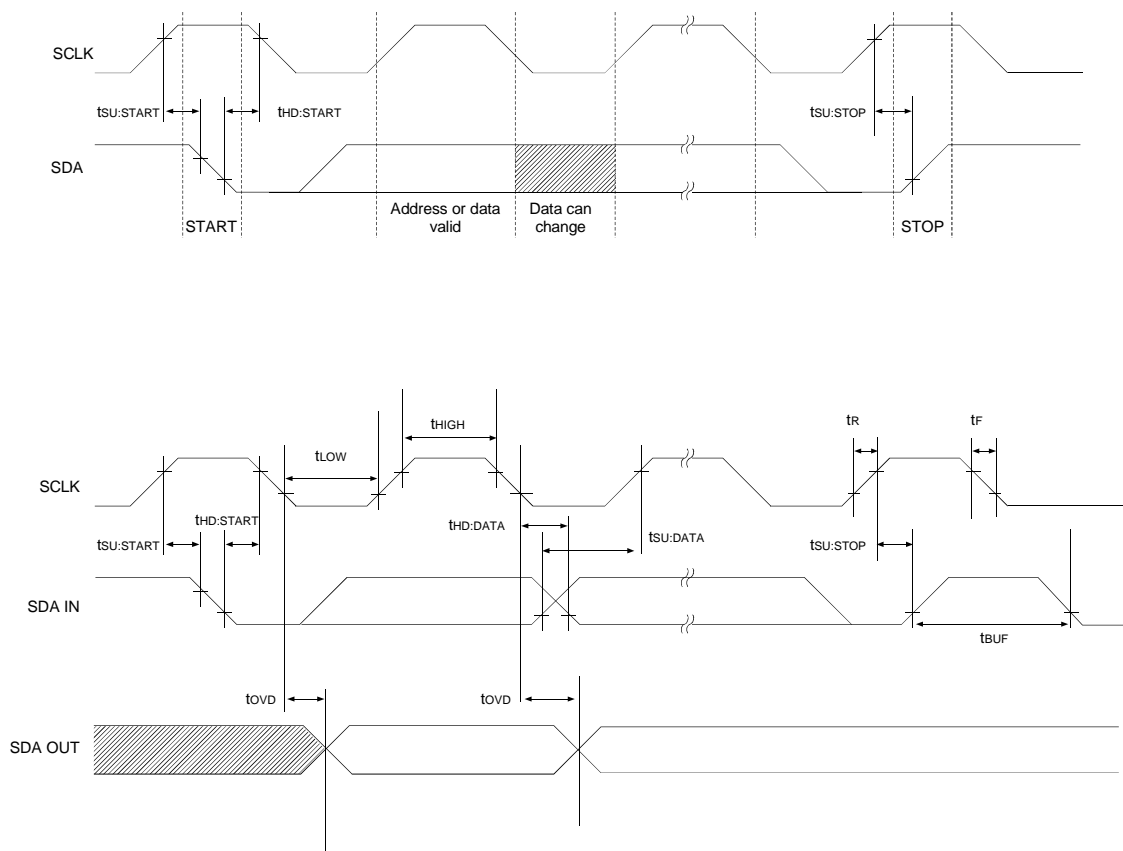 SCLK
tSU:START
tHD:START
tSU:STOP
SDA
Address or data
valid
Data can
change
START
STOP
tHIGH
tR
tF
tLOW
SCLK
tHD:START
tHD:DATA
tSU:START
tSU:DATA
tSU:STOP
SDA IN
tBUF
tOVD
tOVD
SDA OUT